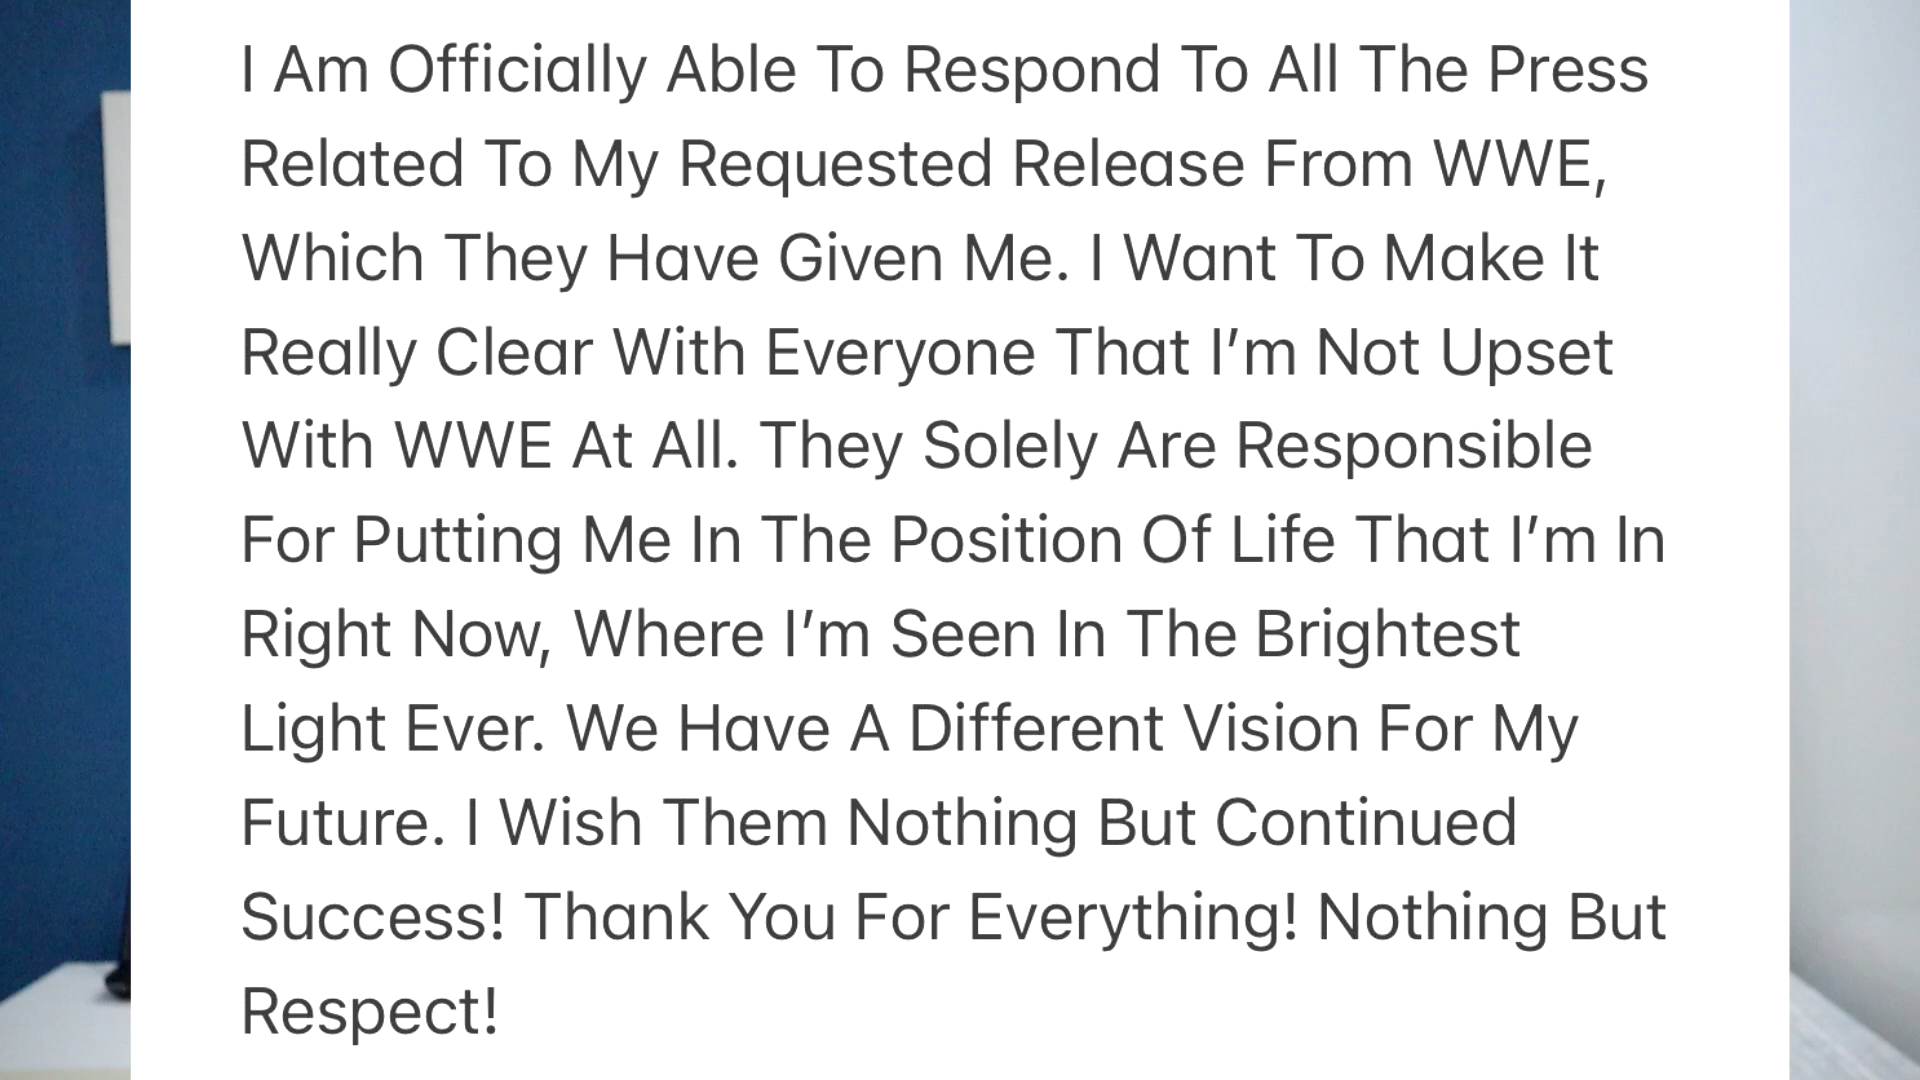 I Am Officially Able To Respond To All The Press
Related To My Requested Release From WWE,
Which They Have Given Me. I Want To Make It
Really Clear With Everyone That I’m Not Upset
With WWE At All. They Solely Are Responsible
For Putting Me In The Position Of Life That I’m In
Right Now, Where I’m Seen In The Brightest
Light Ever. We Have A Different Vision For My
Future. I Wish Them Nothing But Continued
Success! Thank You For Everything! Nothing But
Respect!